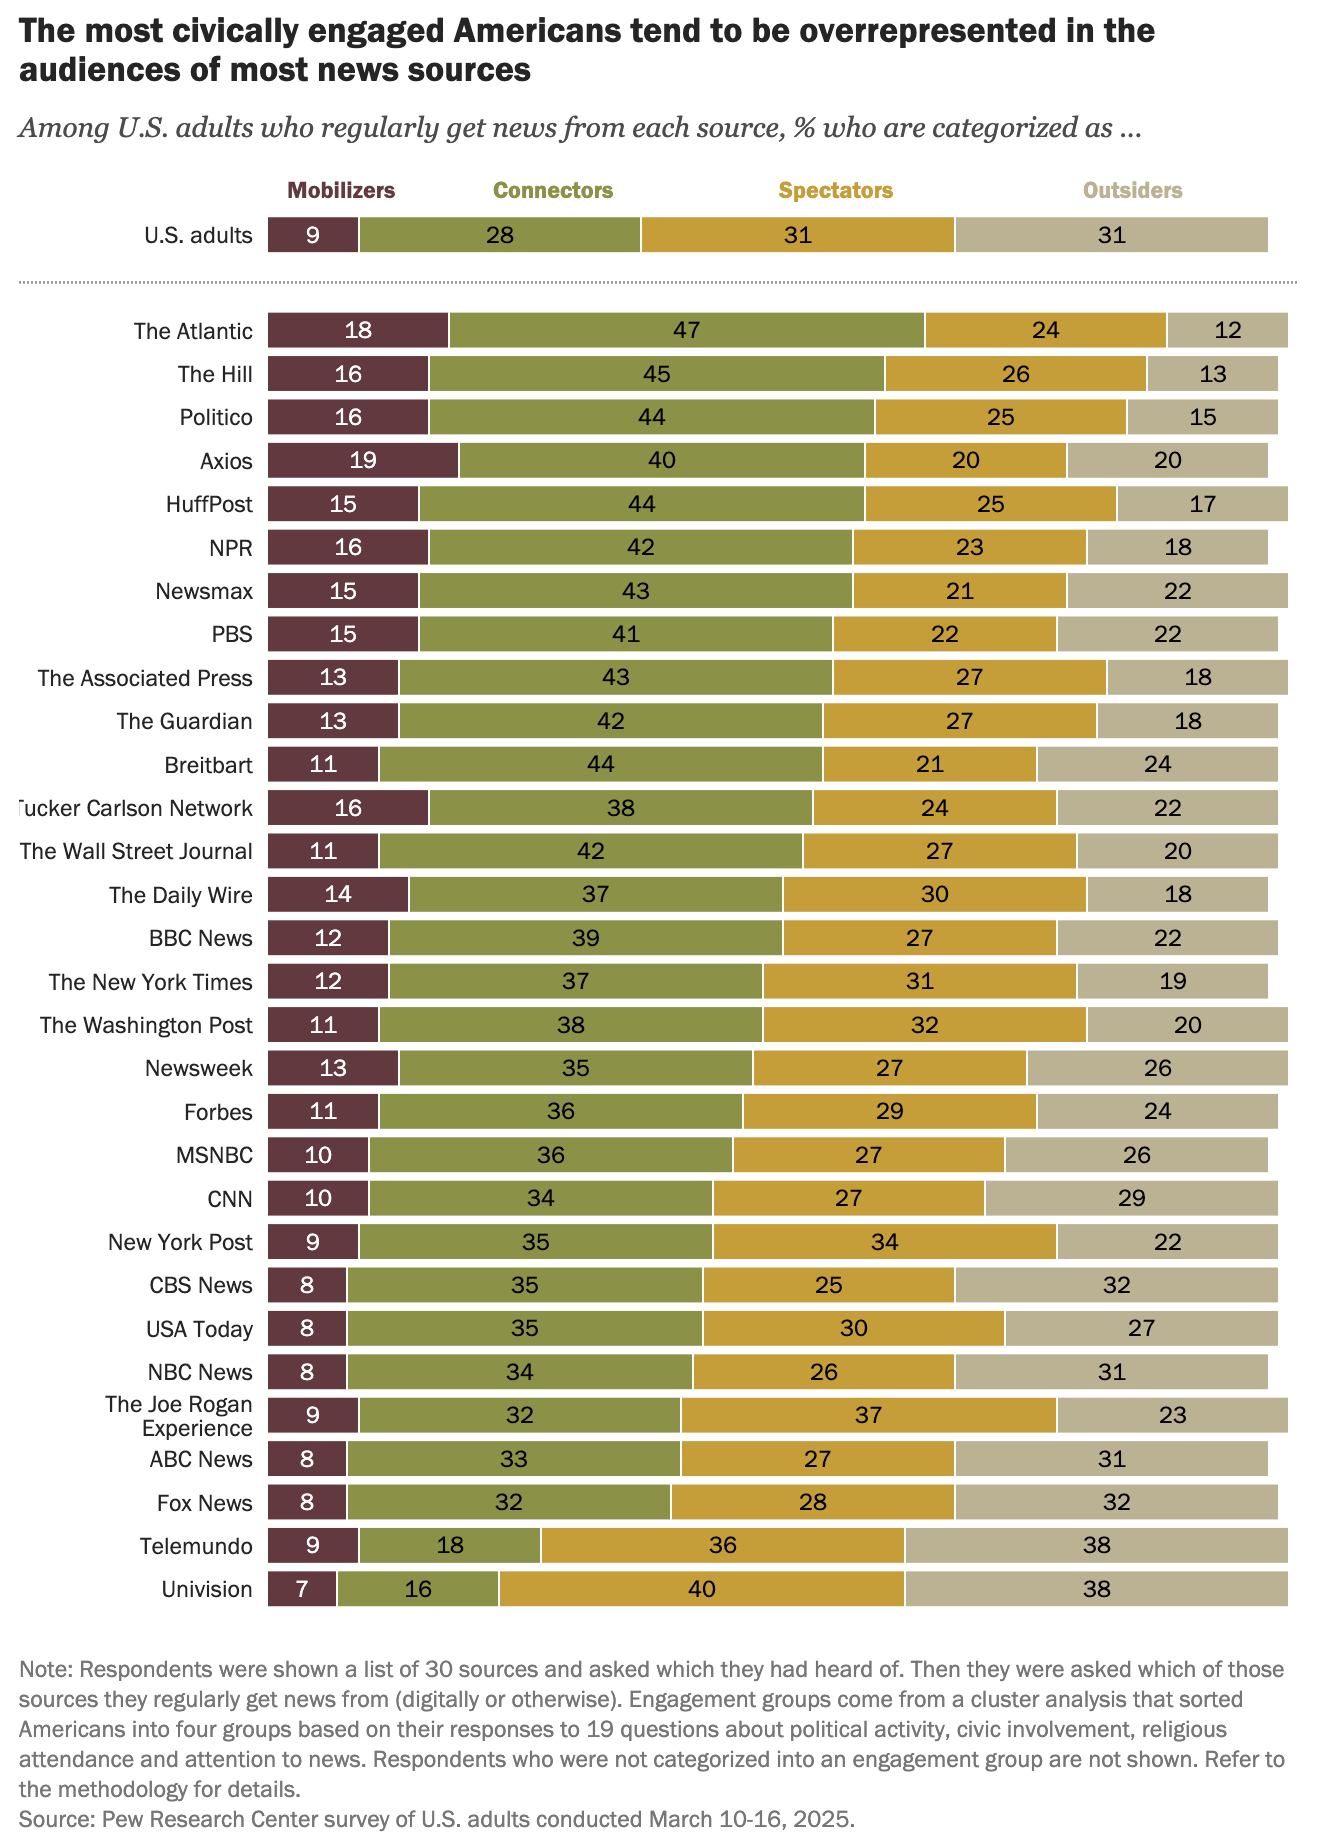 The most civically engaged Americans tend to be overrepresented in the
audiences of most news sources
Among U.S. adults who regularly get news from each source, % who are categorized as ...
Mobilizers Connectors Spectators Outsiders
U.S. adults 9 28 31 31
The Atlantic 18 47 24 12
The Hill 16 45 26 13
Politico 16 44 25 15
Axios 19 40 20 20
HuffPost 15 44 25 17
NPR 16 42 23 18
Newsmax 15 43 21 22
PBS 15 41 22 22
The Associated Press 13 43 27 18
The Guardian 13 42 27 18
Breitbart 11 44 21 24
Tucker Carlson Network 16 38 24 22
The Wall Street Journal 11 42 27 20
The Daily Wire 14 37 30 18
BBC News 12 39 27 22
The New York Times 12 37 31 19
The Washington Post 11 38 32 20
Newsweek 13 35 27 26
Forbes 11 36 29 24
MSNBC 10 36 27 26
CNN 10 34 27 29
New York Post 9 35 34 22
CBS News 8 35 25 32
USA Today 8 35 30 27
NBC News 8 34 26 31
The Joe Rogan
Experience 9 32 37 23
ABC News 8 33 27 31
Fox News 8 32 28 32
Telemundo 9 18 36 38
Univision 7 16 40 38
Note: Respondents were shown a list of 30 sources and asked which they had heard of. Then they were asked which of those
sources they regularly get news from (digitally or otherwise). Engagement groups come from a cluster analysis that sorted
Americans into four groups based on their responses to 19 questions about political activity, civic involvement, religious
attendance and attention to news. Respondents who were not categorized into an engagement group are not shown. Refer to
the methodology for details.
Source: Pew Research Center survey of U.S. adults conducted March 10-16, 2025.